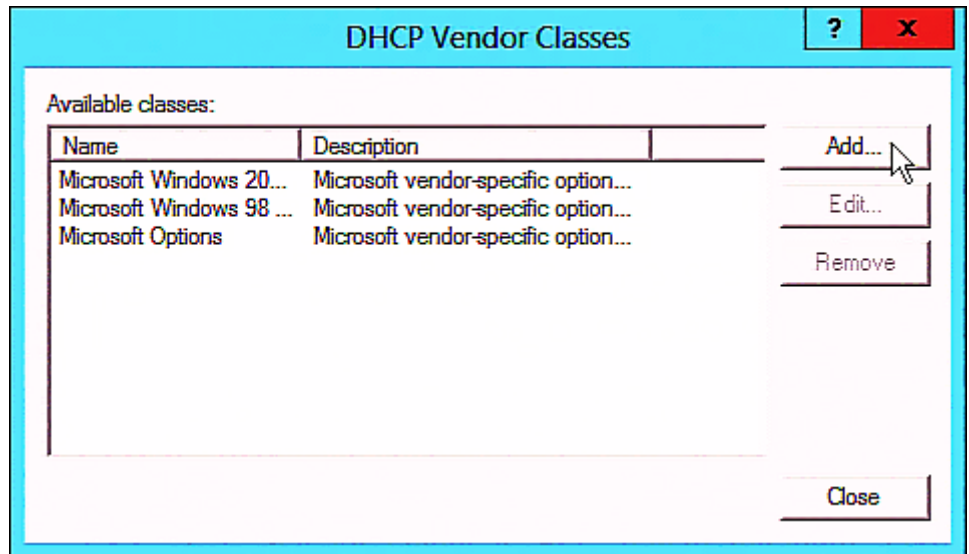 DHCP Vendor Classes
? x
Available classes:
Name Description
Add...
Microsoft Windows 20... Microsoft vendor-specific option...
Microsoft Windows 98 ... Microsoft vendor-specific option...
Edit...
Microsoft Options Microsoft vendor-specific option...
Remove
Close